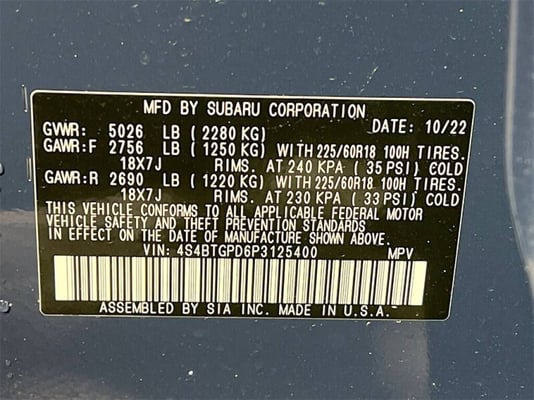 MFD BY SUBARU CORPORATION
GVWR: 5026 LB (2280 KG) DATE: 10/22
GAWR:F 2756 LB (1250 KG) WITH 225/60R18 100H TIRES.
18X7J RIMS. AT 240 KPA (35 PSI) COLD
GAWR:R 2690 LB (1220 KG) WITH 225/60R18 100H TIRES.
18X7J RIMS. AT 230 KPA (33 PSI) COLD
THIS VEHICLE CONFORMS TO ALL APPLICABLE FEDERAL MOTOR
VEHICLE SAFETY AND THEFT PREVENTION STANDARDS
IN EFFECT ON THE DATE OF MANUFACTURE SHOWN ABOVE.
VIN: 4S4BTGPD6P3125400 MPV
ASSEMBLED BY SIA INC. MADE IN U.S.A.